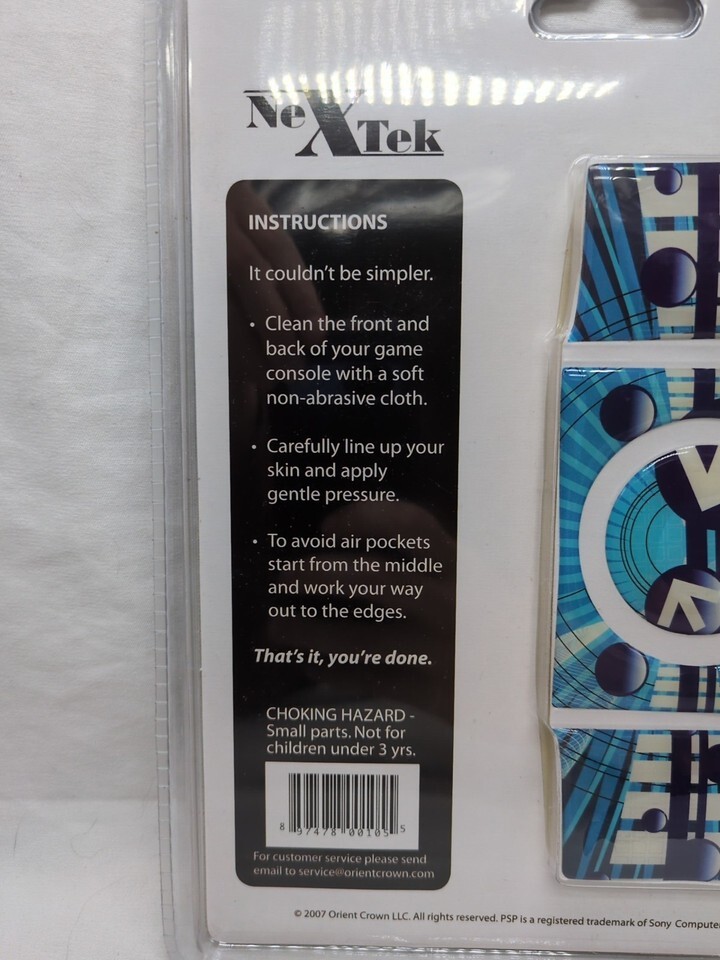 NeXTek
INSTRUCTIONS
It couldn't be simpler.
• Clean the front and
back of your game
console with a soft
non-abrasive cloth.
• Carefully line up your
skin and apply
gentle pressure.
• To avoid air pockets
start from the middle
and work your way
out to the edges.
That's it, you're done.
CHOKING HAZARD -
Small parts. Not for
children under 3 yrs.
8 97478 00105 5
For customer service please send
email to service@orientcrown.com
© 2007 Orient Crown LLC. All rights reserved. PSP is a registered trademark of Sony Computer